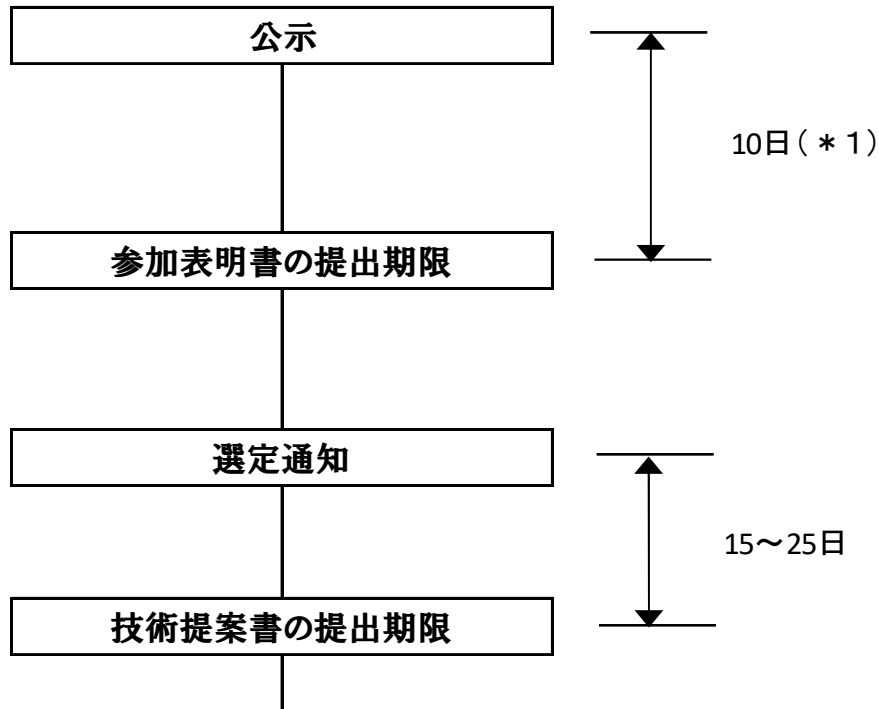 公示
10日(＊1)
参加表明書の提出期限
選定通知
15～25日
技術提案書の提出期限